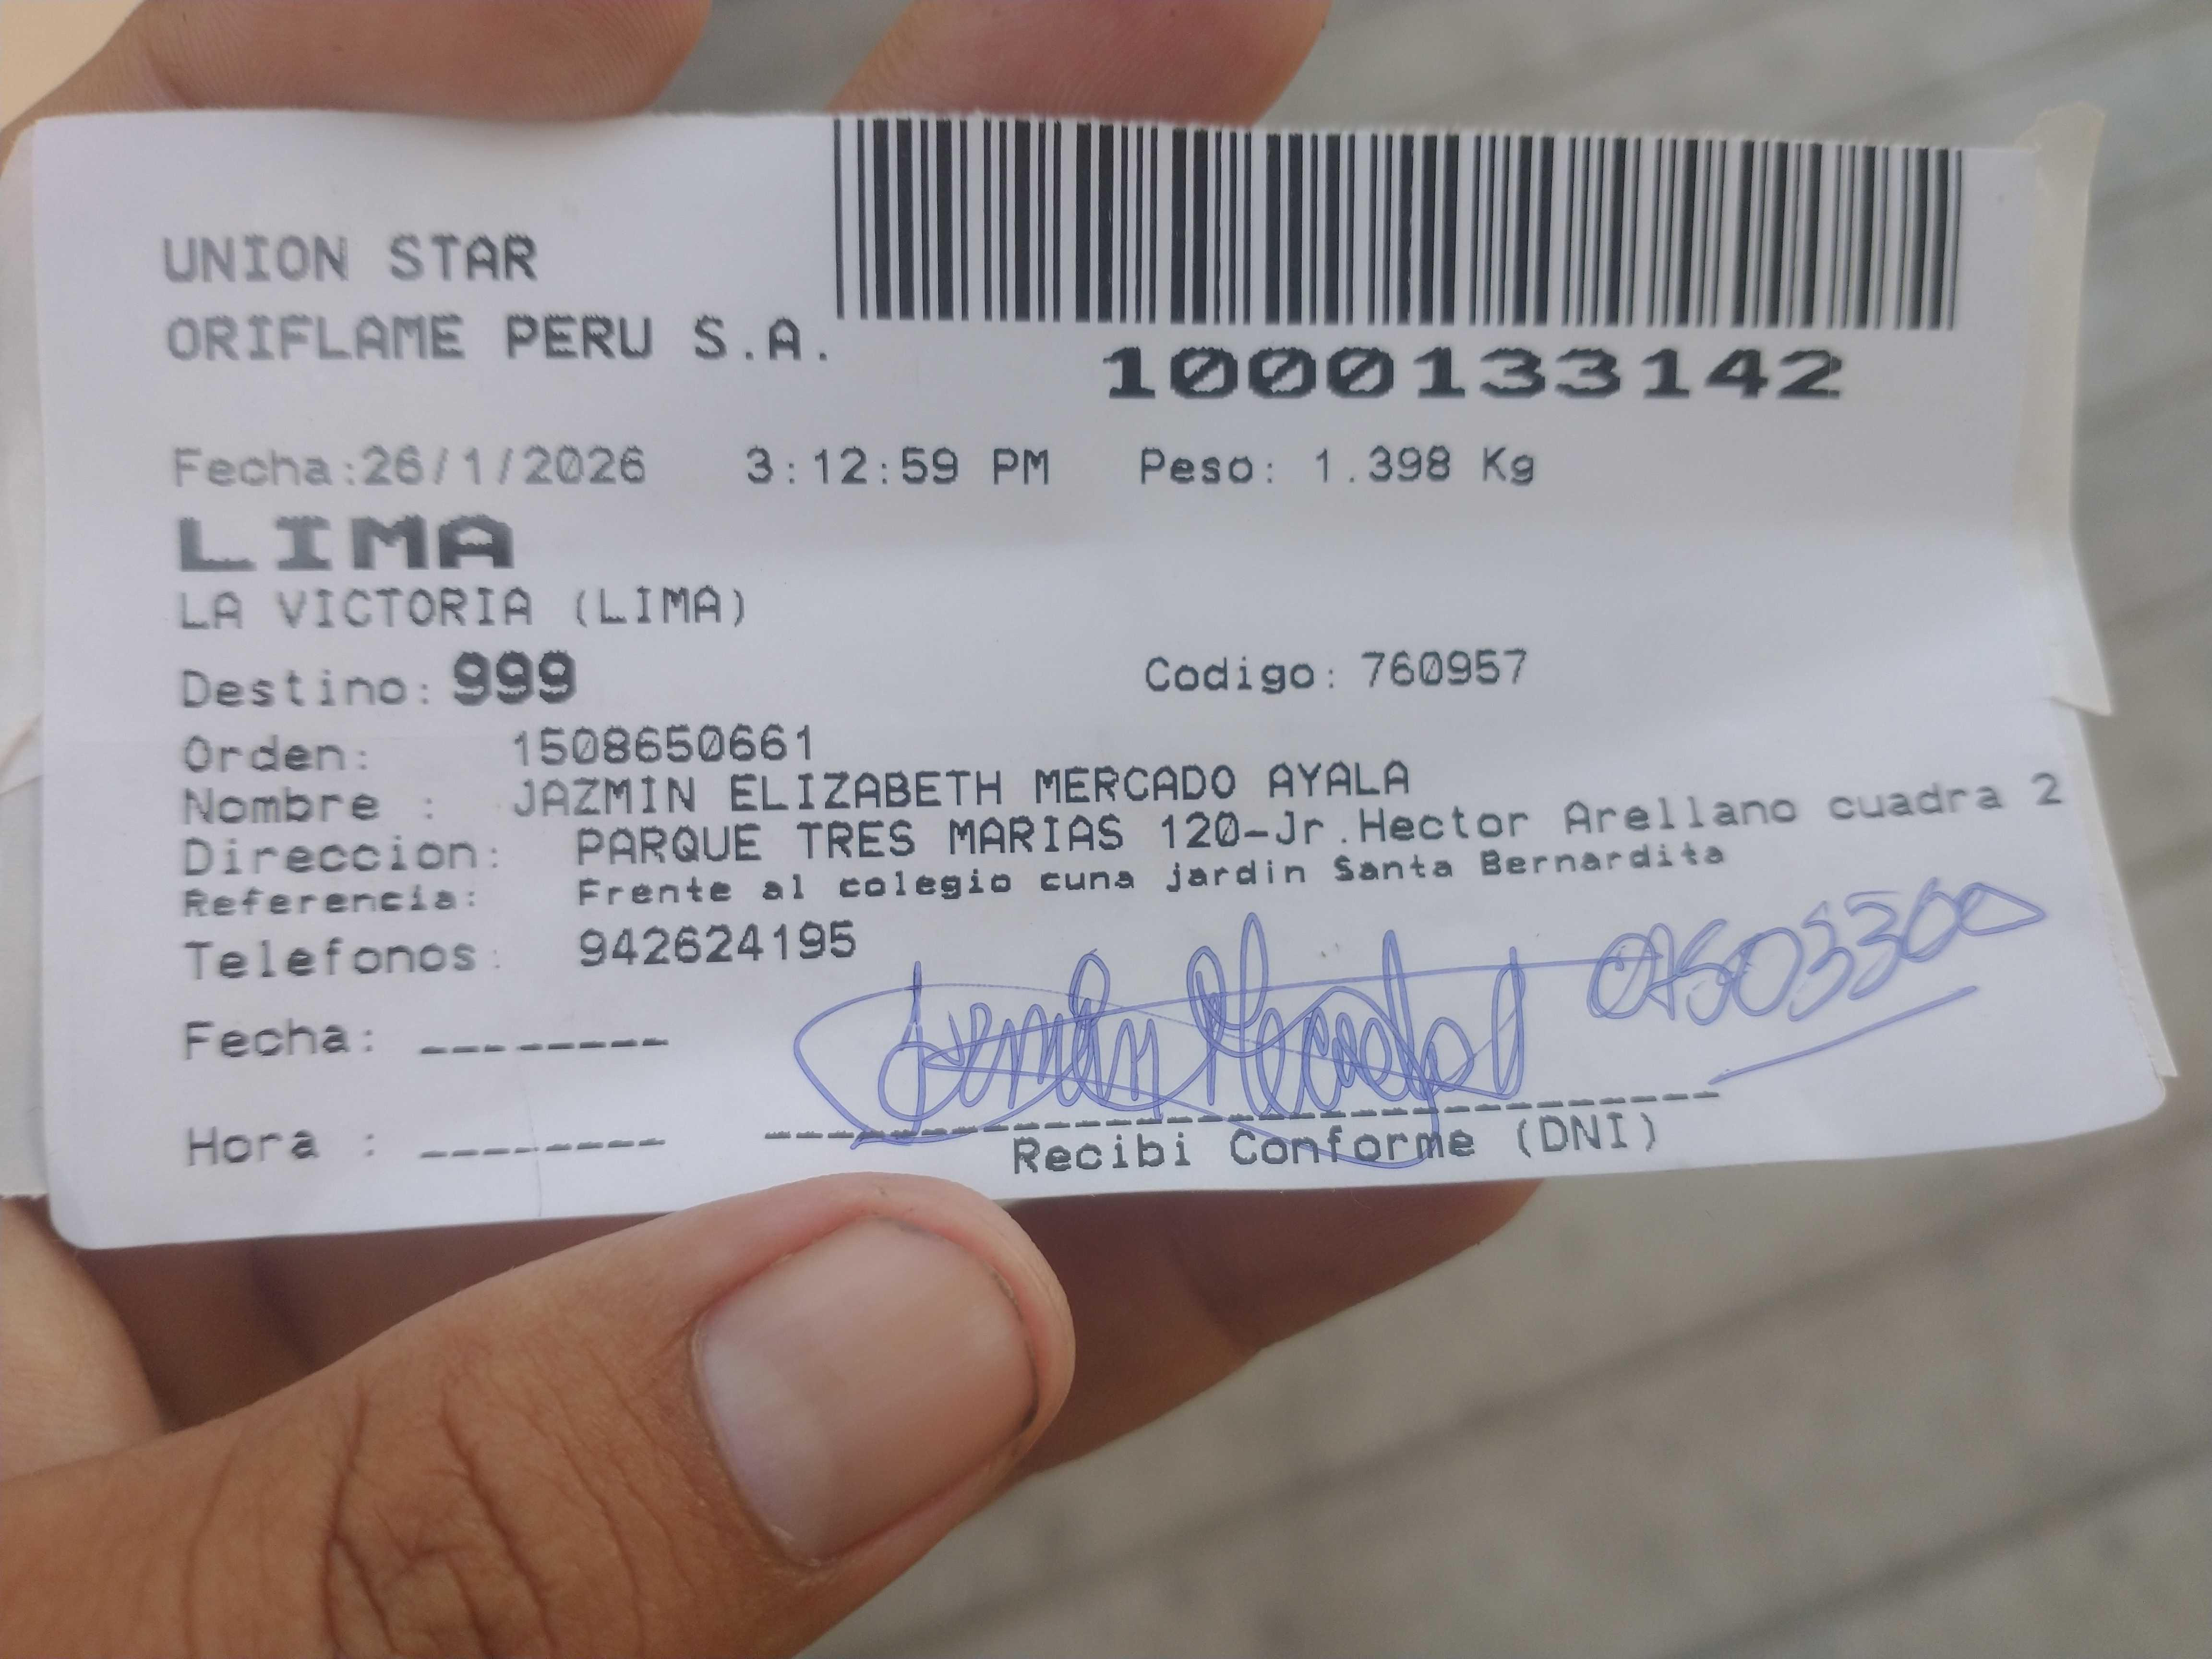 UNION STAR
ORIFLAME PERU S.A.
1000133142
Fecha:26/1/2026 3:12:59 PM Peso: 1.398 Kg
LIMA
LA VICTORIA (LIMA)
Destino: 999 Codigo: 760957
Orden: 1508650661
Nombre : JAZMIN ELIZABETH MERCADO AYALA
Direccion: PARQUE TRES MARIAS 120-Jr.Hector Arellano cuadra 2
Referencia: Frente al colegio cuna jardin Santa Bernardita
Telefonos: 942624195
Fecha: --------
Hora : --------
Recibi Conforme (DNI)